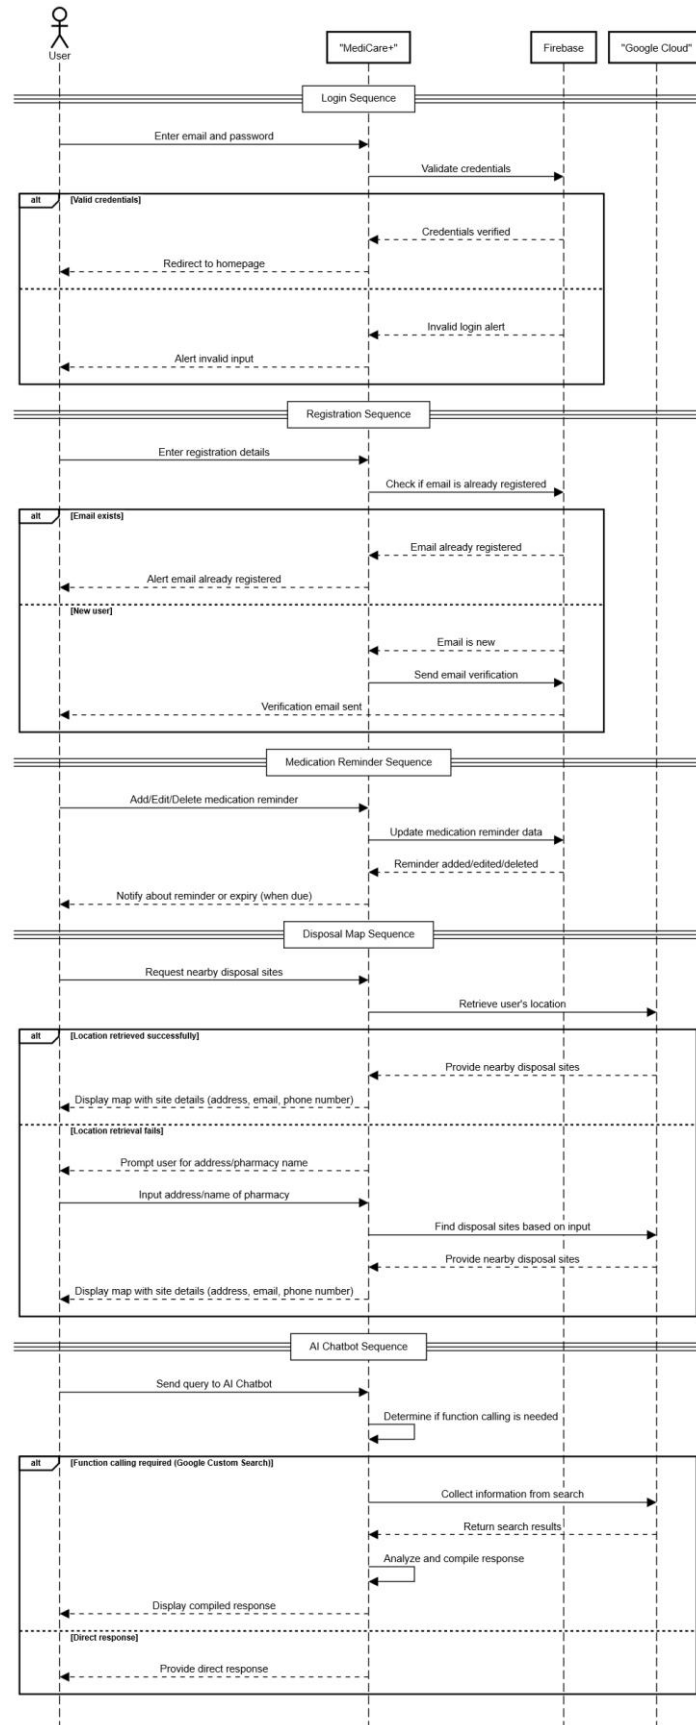 User
"MediCare+"
Firebase
"Google Cloud"
Login Sequence
Enter email and password
Validate credentials
alt
[Valid credentials]
Credentials verified
Redirect to homepage
Invalid login alert
Alert invalid input
Registration Sequence
Enter registration details
Check if email is already registered
alt
[Email exists]
Email already registered
Alert email already registered
[New user]
Email is new
Send email verification
Verification email sent
Medication Reminder Sequence
Add/Edit/Delete medication reminder
Update medication reminder data
Reminder added/edited/deleted
Notify about reminder or expiry (when due)
Disposal Map Sequence
Request nearby disposal sites
Retrieve user's location
alt
[Location retrieved successfully]
Provide nearby disposal sites
Display map with site details (address, email, phone number)
[Location retrieval fails]
Prompt user for address/pharmacy name
Input address/name of pharmacy
Find disposal sites based on input
Provide nearby disposal sites
Display map with site details (address, email, phone number)
AI Chatbot Sequence
Send query to AI Chatbot
Determine if function calling is needed
alt
[Function calling required (Google Custom Search)]
Collect information from search
Return search results
Analyze and compile response
Display compiled response
[Direct response]
Provide direct response